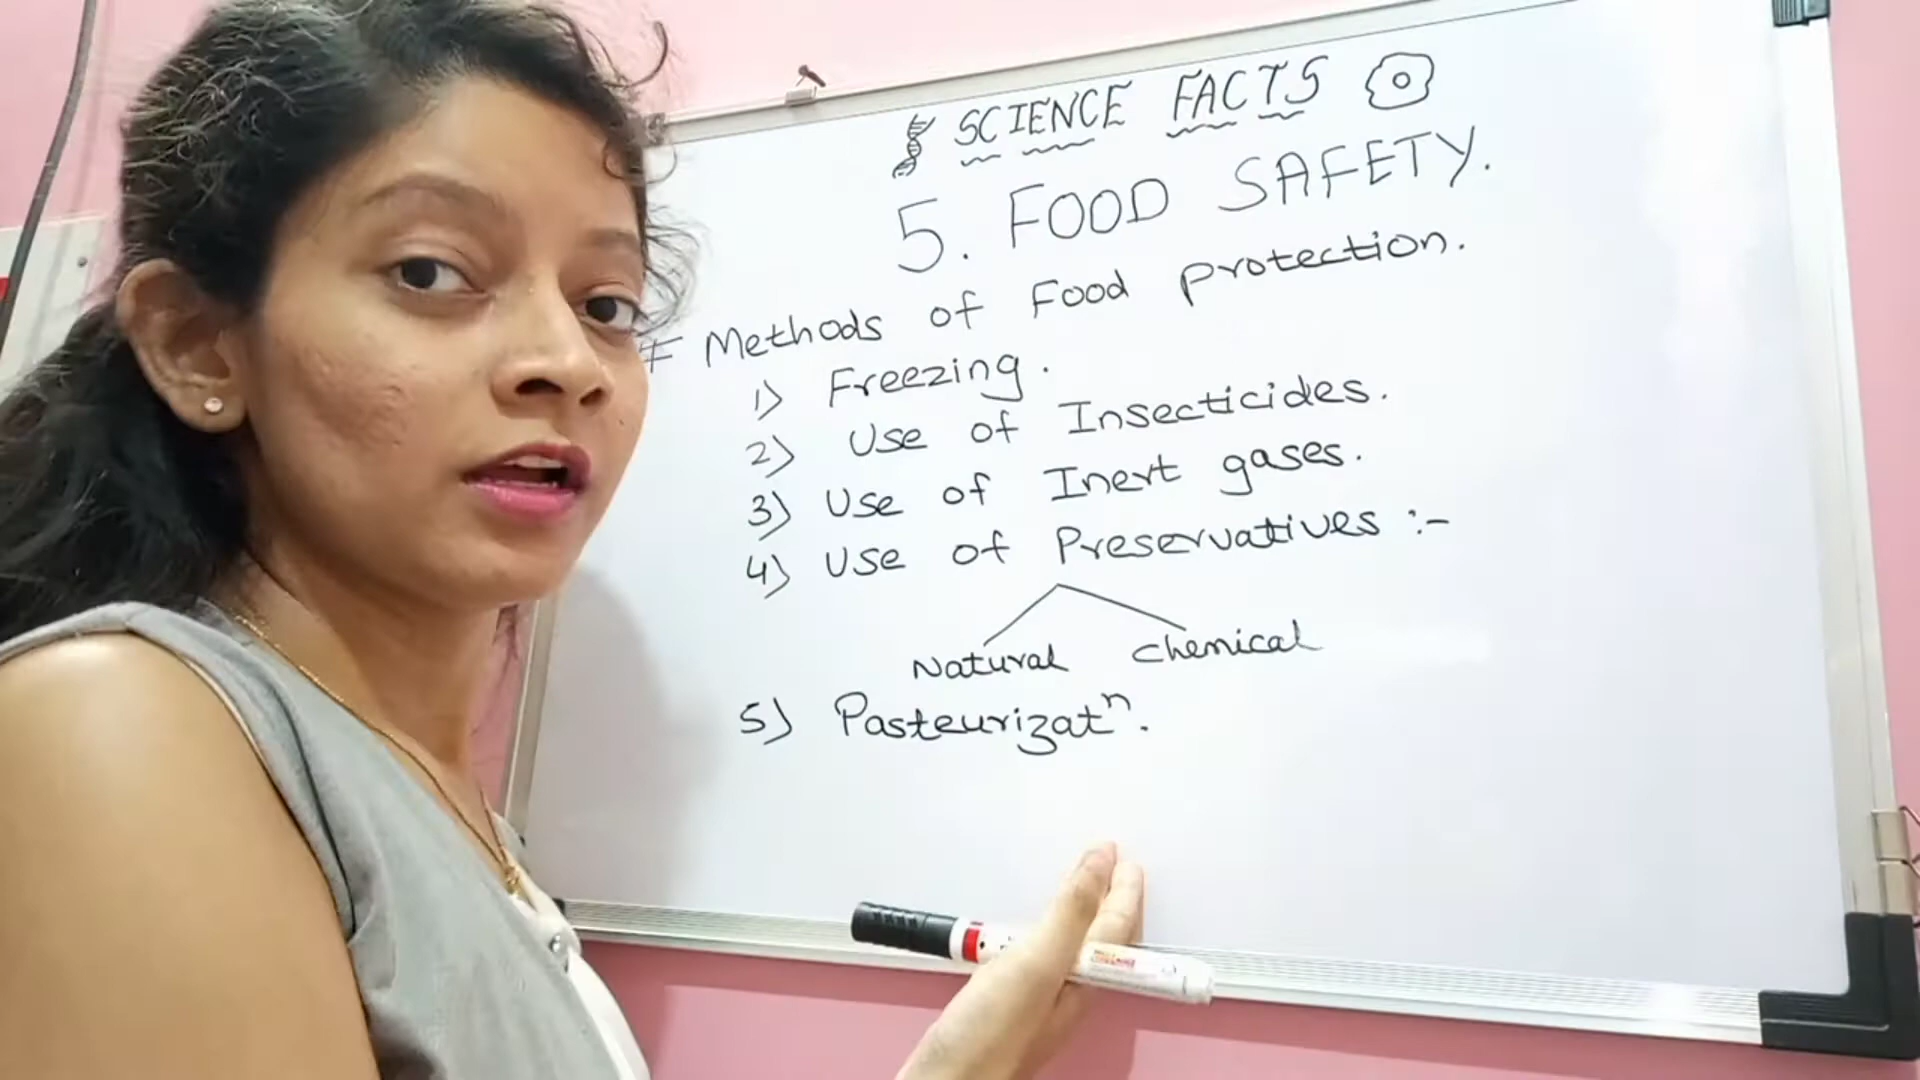 SCIENCE FACTS
5. FOOD SAFETY.
# Methods of Food protection.
1) Freezing.
2) Use of Insecticides.
3) Use of Inert gases.
4) Use of Preservatives :-
Natural Chemical
5) Pasteurizatⁿ.